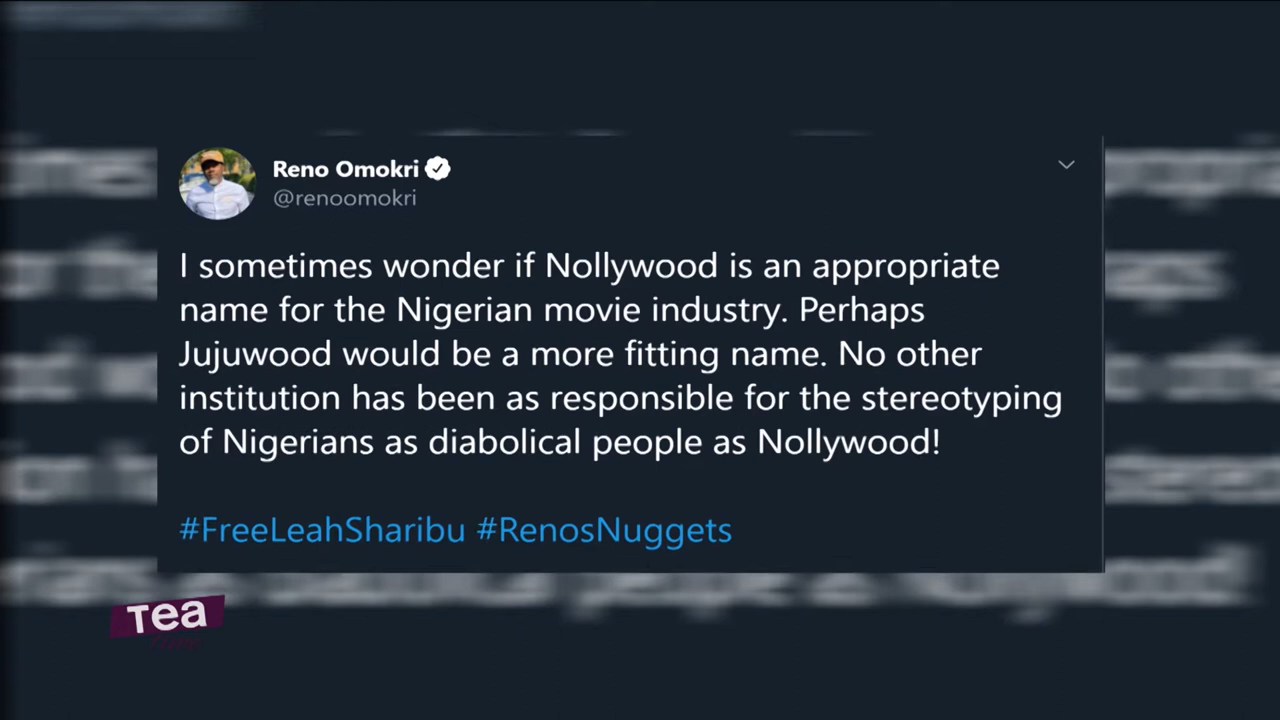 Reno Omokri
@renoomokri
I sometimes wonder if Nollywood is an appropriate
name for the Nigerian movie industry. Perhaps
Jujuwood would be a more fitting name. No other
institution has been as responsible for the stereotyping
of Nigerians as diabolical people as Nollywood!
#FreeLeahSharibu #RenosNuggets
Tea